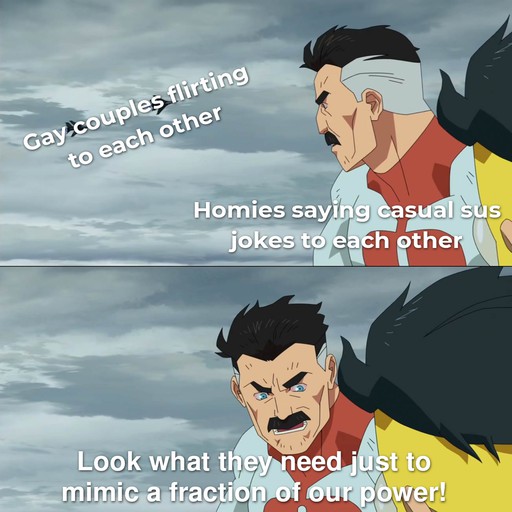 Gay couples flirting
to each other
Homies saying casual sus
jokes to each other
Look what they need just to
mimic a fraction of our power!